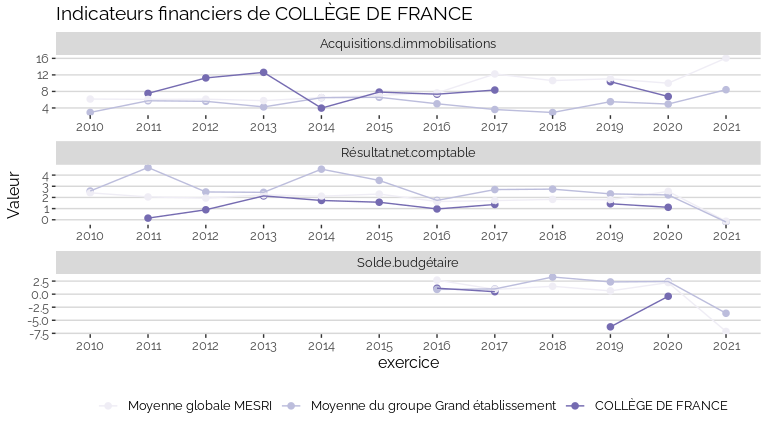 Indicateurs financiers de COLLÈGE DE FRANCE
Acquisitions.d.immobilisations
16
12
8
4
2010 2011 2012 2013 2014 2015 2016 2017 2018 2019 2020 2021
Résultat.net.comptable
4
3
2
1
0
2010 2011 2012 2013 2014 2015 2016 2017 2018 2019 2020 2021
Solde.budgétaire
2.5
0.0
-2.5
-5.0
-7.5
2010 2011 2012 2013 2014 2015 2016 2017 2018 2019 2020 2021
Valeur
exercice
Moyenne globale MESRI Moyenne du groupe Grand établissement COLLÈGE DE FRANCE